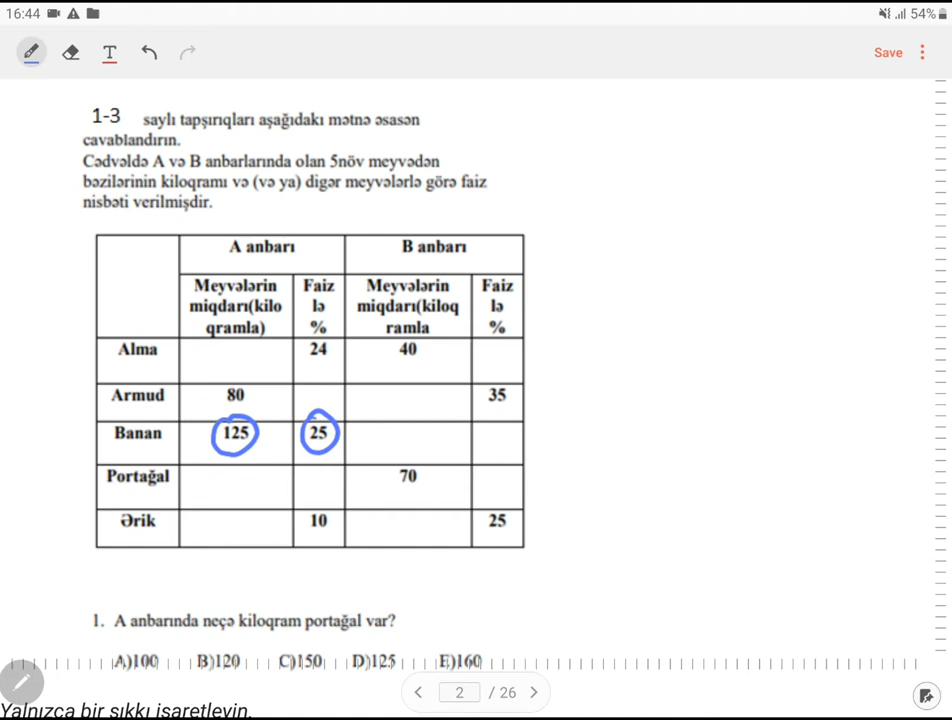 16:44
54%
Save
1-3 saylı tapşırıqları aşağıdakı mətnə əsasən
cavablandırın.
Cədvəldə A və B anbarlarında olan 5növ meyvədən
bəzilərinin kiloqramı və (və ya) digər meyvələrlə görə faiz
nisbəti verilmişdir.
A anbarı B anbarı
Meyvələrin Faiz Meyvələrin Faiz
miqdarı(kilo lə miqdarı(kiloq lə
qramla) % ramla %
Alma 24 40
Armud 80 35
Banan 125 25
Portağal 70
Ərik 10 25
1. A anbarında neçə kiloqram portağal var?
A)100 B)120 C)150 D)125 E)160
2 / 26
Yalnızca bir şıkkı işaretleyin.